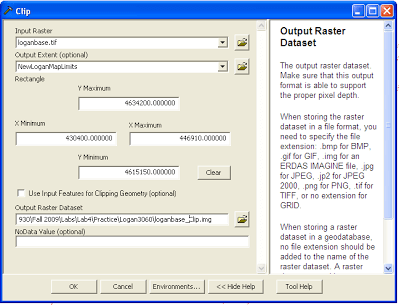 Clip
Input Raster
loganbase.tif
Output Extent (optional)
NewLoganMapLimits
Rectangle
Y Maximum
4634200.000000
X Minimum
X Maximum
430400.000000
446910.000000
Y Minimum
4615150.000000
Clear
Use Input Features for Clipping Geometry (optional)
Output Raster Dataset
930\Fall 2009\Labs\Lab4\Practice\Logan3060\loganbase_Clip.img
NoData Value (optional)
OK
Cancel
Environments...
<< Hide Help
Tool Help
Output Raster
Dataset
The output raster dataset.
Make sure that this output
format is able to support
the proper pixel depth.
When storing the raster
dataset in a file format, you
need to specify the file
extension: .bmp for BMP,
.gif for GIF, .img for an
ERDAS IMAGINE file, .jpg
for JPEG, .jp2 for JPEG
2000, .png for PNG, .tif for
TIFF, or no extension for
GRID.
When storing a raster
dataset in a geodatabase,
no file extension should be
added to the name of the
raster dataset. A raster